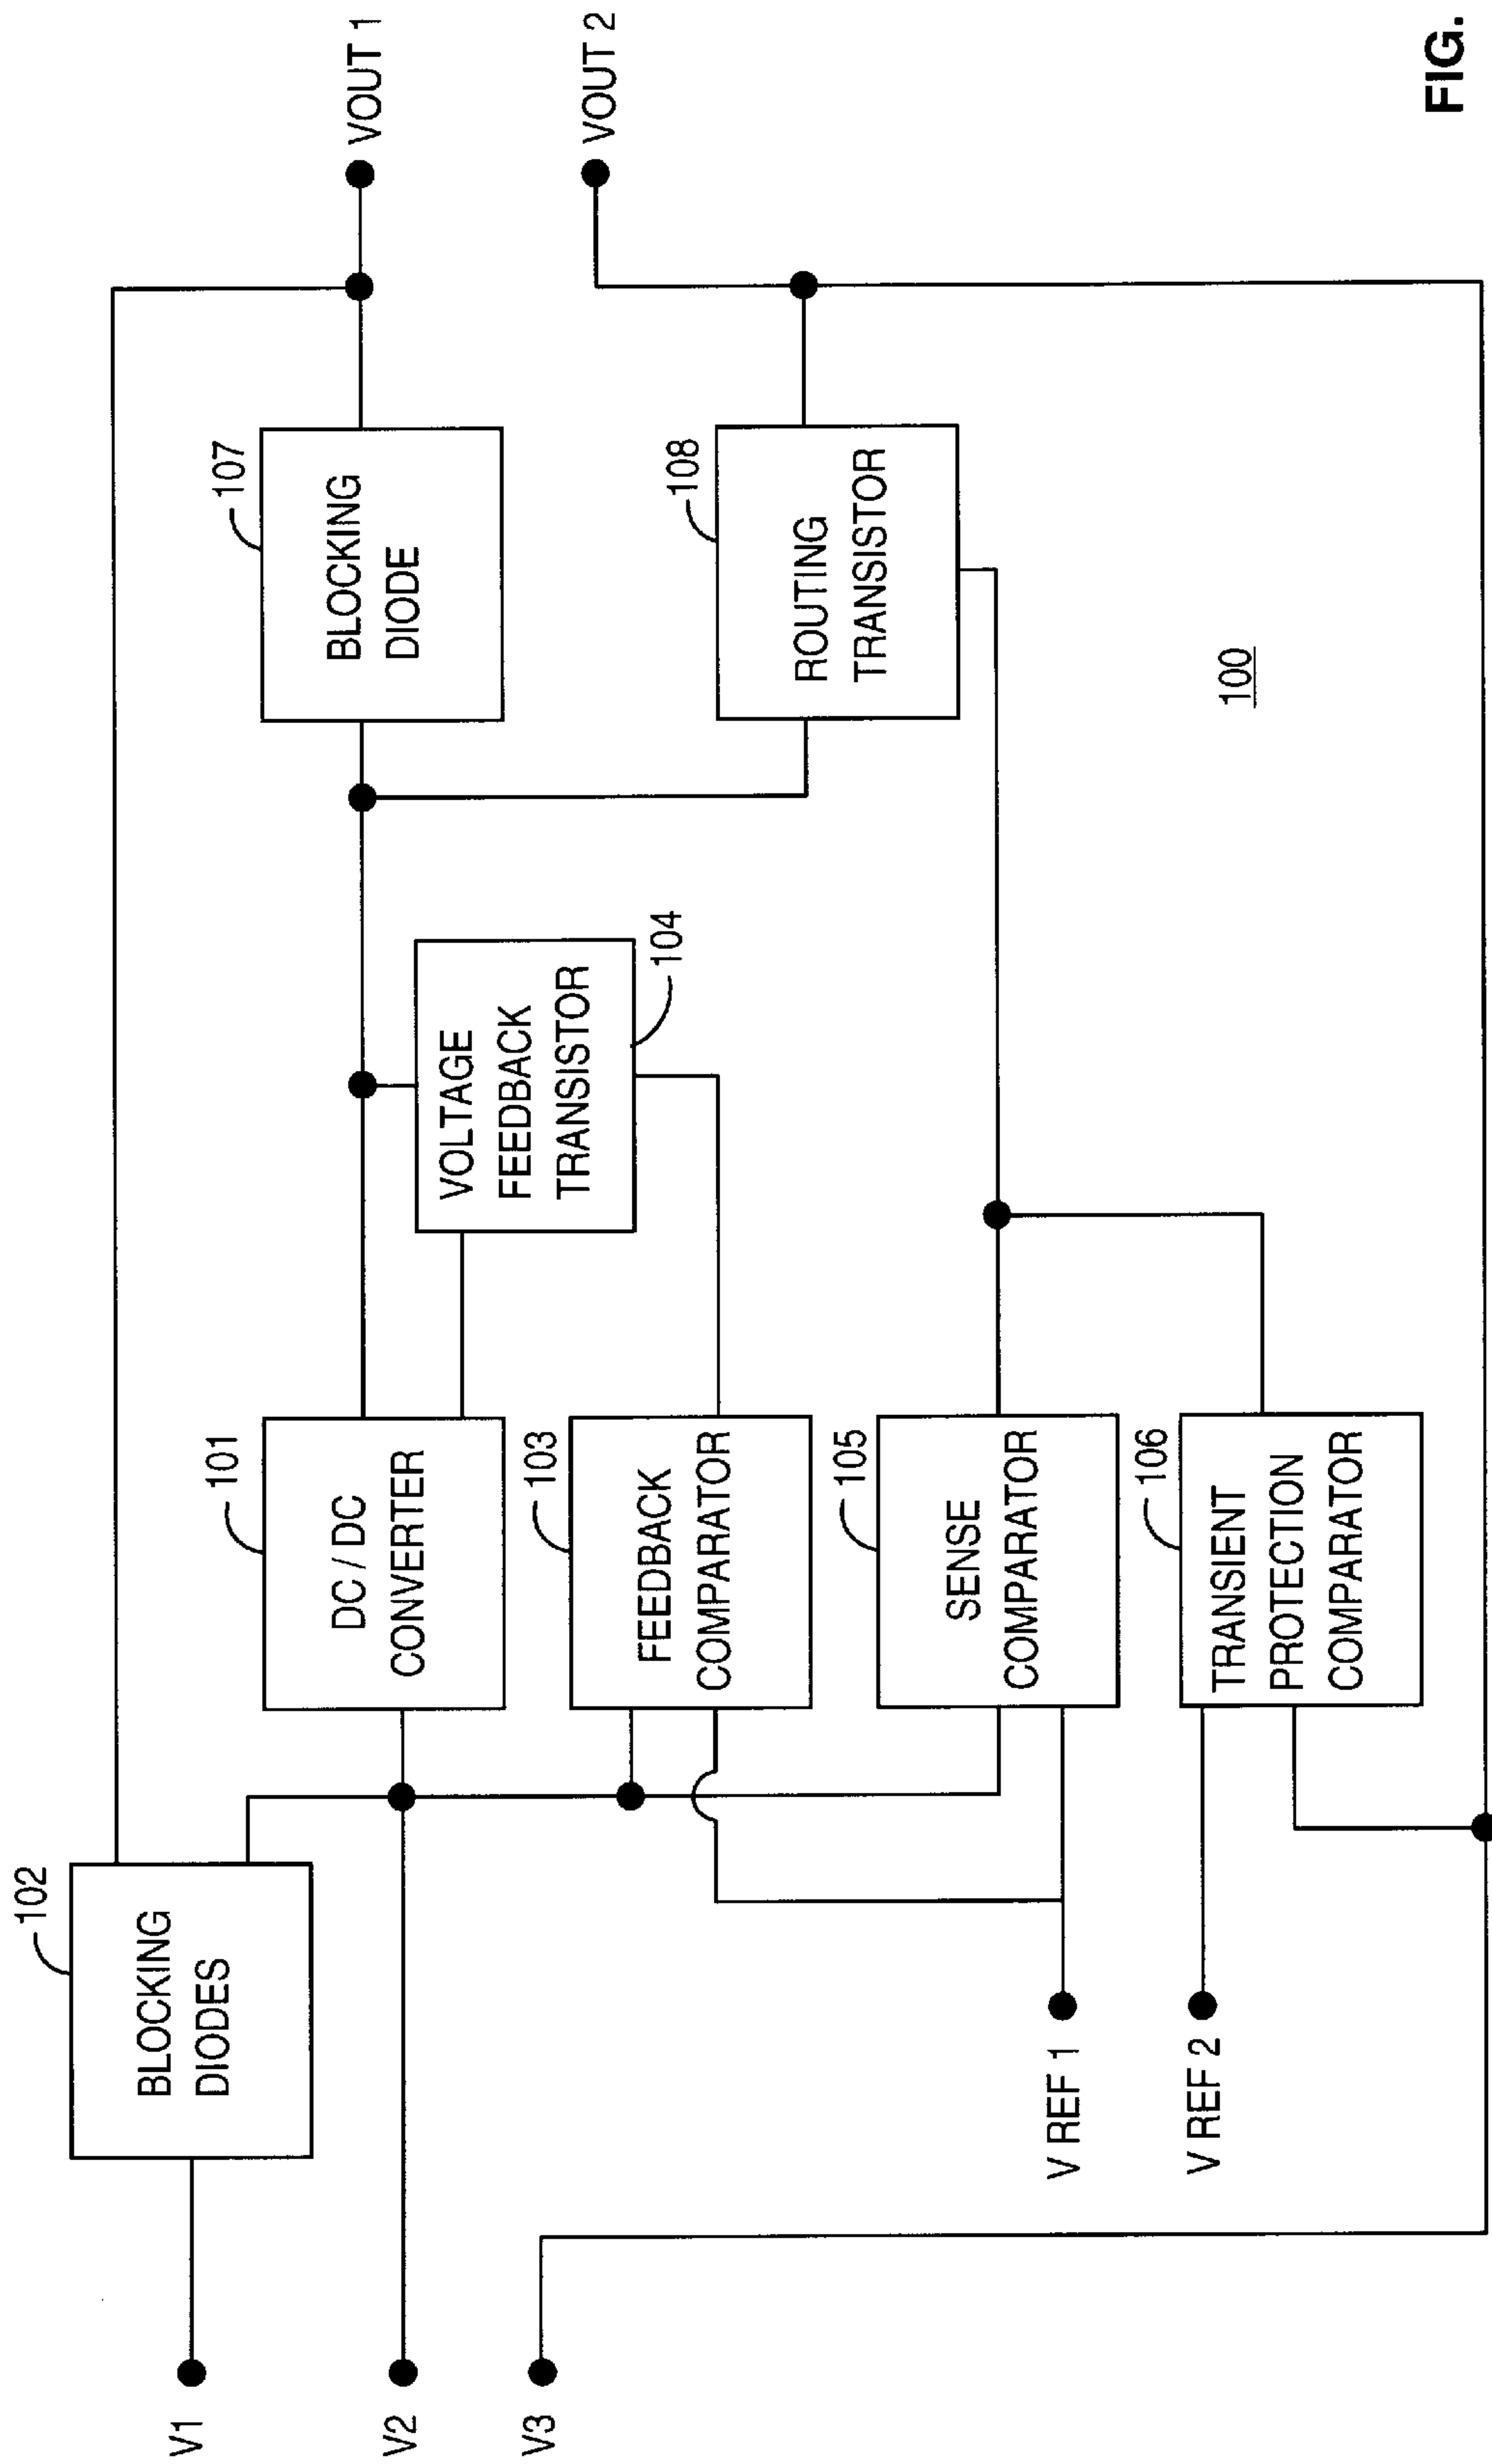 102
BLOCKING
DIODES
V1
V2
V3
101
DC / DC
CONVERTER
103
FEEDBACK
COMPARATOR
105
SENSE
COMPARATOR
106
TRANSIENT
PROTECTION
COMPARATOR
V REF 1
V REF 2
VOLTAGE
FEEDBACK
TRANSISTOR
104
107
BLOCKING
DIODE
108
ROUTING
TRANSISTOR
VOUT 1
VOUT 2
100
FIG.